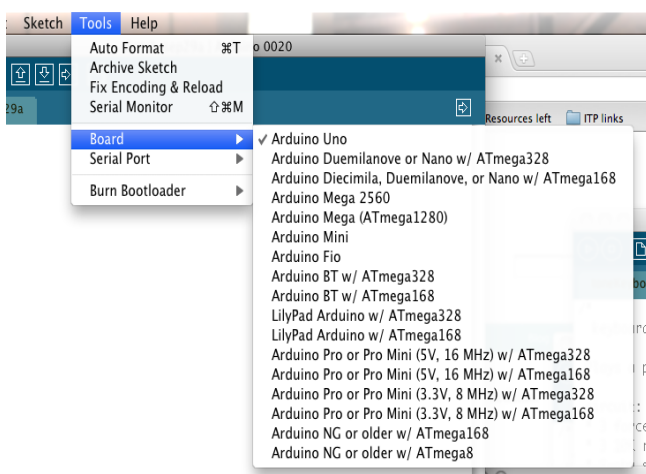 Sketch Tools Help
Auto Format ⌘T
Archive Sketch
Fix Encoding & Reload
Serial Monitor ⇧⌘M
Board
Serial Port
Burn Bootloader
0020
29a
Resources left ITP links
✓ Arduino Uno
Arduino Duemilanove or Nano w/ ATmega328
Arduino Diecimila, Duemilanove, or Nano w/ ATmega168
Arduino Mega 2560
Arduino Mega (ATmega1280)
Arduino Mini
Arduino Fio
Arduino BT w/ ATmega328
Arduino BT w/ ATmega168
LilyPad Arduino w/ ATmega328
LilyPad Arduino w/ ATmega168
Arduino Pro or Pro Mini (5V, 16 MHz) w/ ATmega328
Arduino Pro or Pro Mini (5V, 16 MHz) w/ ATmega168
Arduino Pro or Pro Mini (3.3V, 8 MHz) w/ ATmega328
Arduino Pro or Pro Mini (3.3V, 8 MHz) w/ ATmega168
Arduino NG or older w/ ATmega168
Arduino NG or older w/ ATmega8